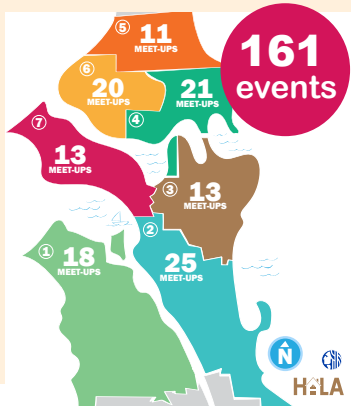 161
events
5
11
MEET-UPS
6
20
MEET-UPS
21
MEET-UPS
4
7
13
MEET-UPS
3
13
MEET-UPS
2
1
18
MEET-UPS
25
MEET-UPS
N
HALA